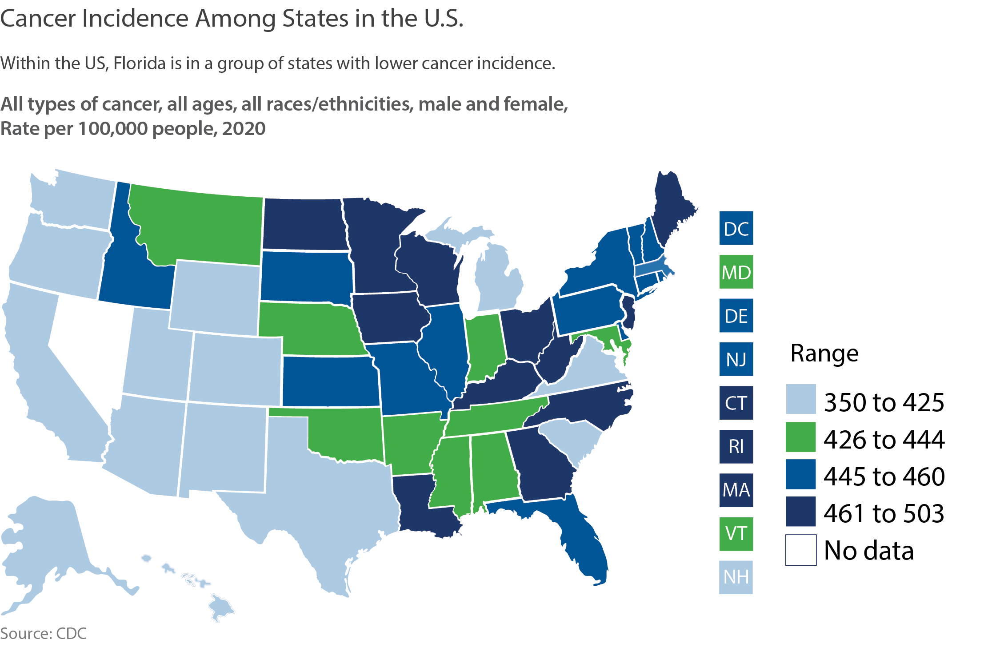 Cancer Incidence Among States in the U.S.
Within the US, Florida is in a group of states with lower cancer incidence.
All types of cancer, all ages, all races/ethnicities, male and female,
Rate per 100,000 people, 2020
DC
MD
DE
NJ
CT
RI
MA
VT
NH
Range
350 to 425
426 to 444
445 to 460
461 to 503
No data
Source: CDC